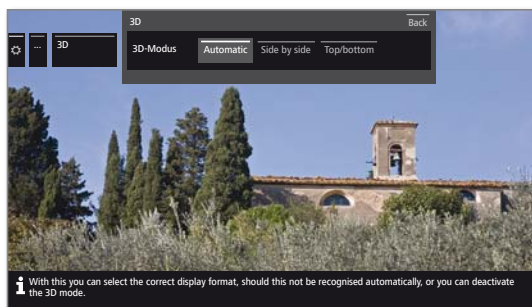 3D
Back
... 3D
3D-Modus Automatic Side by side Top/bottom
With this you can select the correct display format, should this not be recognised automatically, or you can deactivate
the 3D mode.